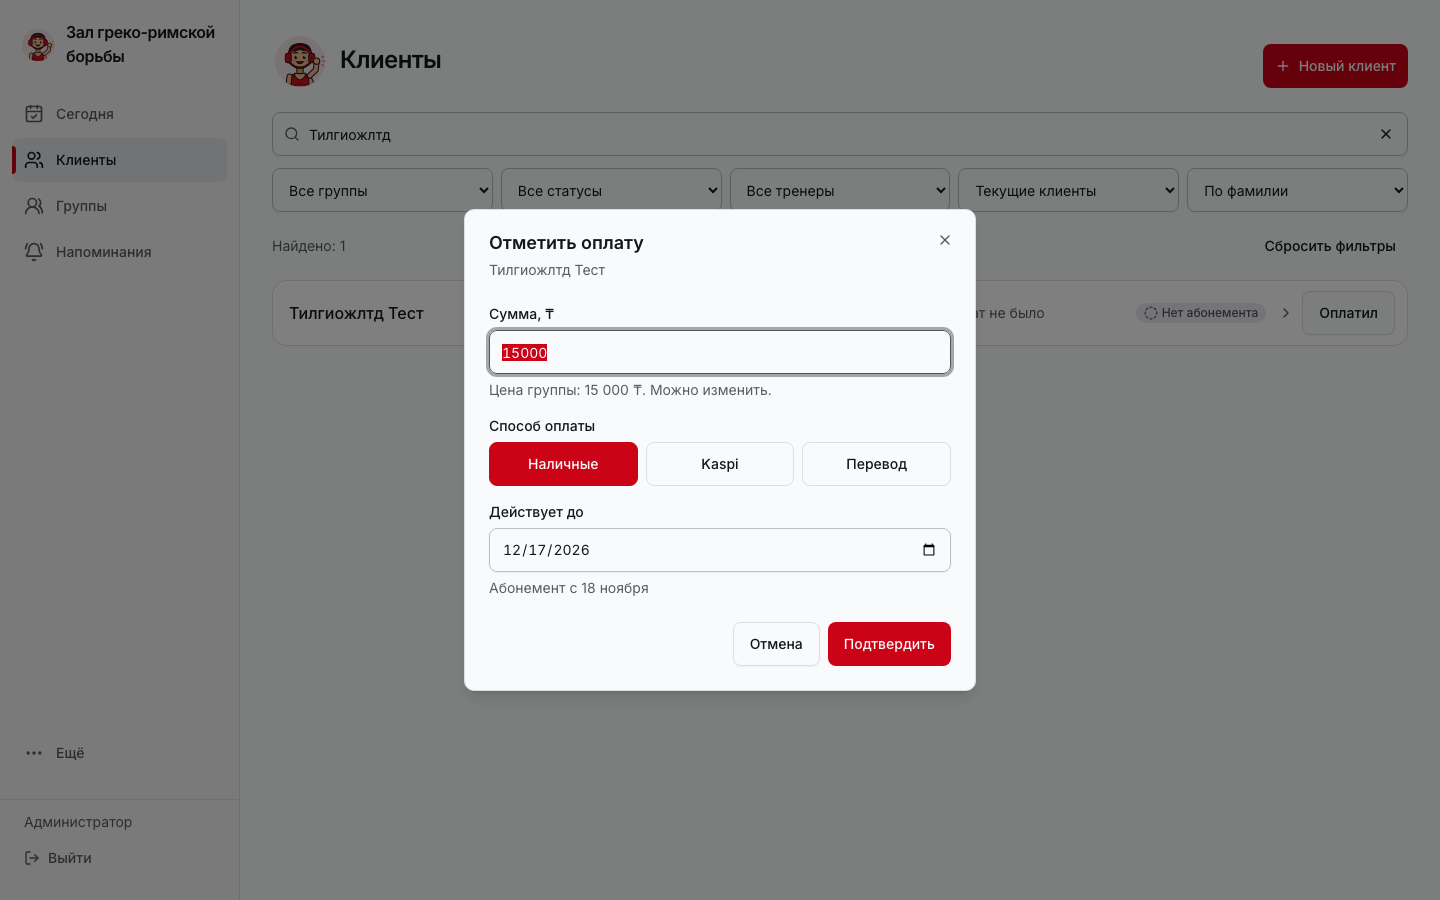 Зал греко-римской
борьбы
Сегодня
Клиенты
Группы
Напоминания
Ещё
Администратор
Выйти
Клиенты
+ Новый клиент
Тилгиожлтд
Все группы
Все статусы
Все тренеры
Текущие клиенты
По фамилии
Найдено: 1
Сбросить фильтры
Тилгиожлтд Тест
не было
Нет абонемента
Оплатил
Отметить оплату
Тилгиожлтд Тест
Сумма, ₸
15000
Цена группы: 15 000 ₸. Можно изменить.
Способ оплаты
Наличные
Kaspi
Перевод
Действует до
12/17/2026
Абонемент с 18 ноября
Отмена
Подтвердить